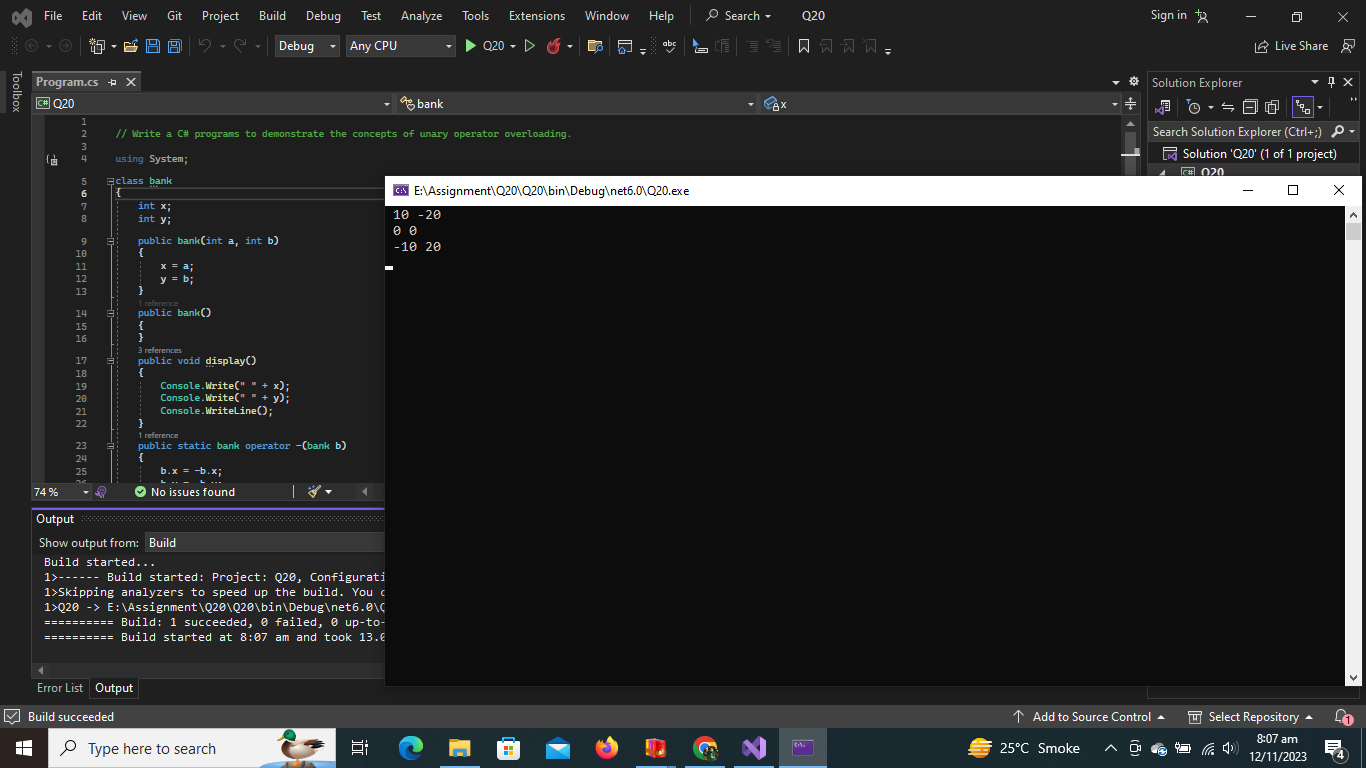 File Edit View Git Project Build Debug Test Analyze Tools Extensions Window Help Search Q20 Sign in
Debug Any CPU Q20 Live Share
Toolbox
Program.cs
Solution Explorer
C# Q20 bank x
Search Solution Explorer (Ctrl+;)
Solution 'Q20' (1 of 1 project)
C# Q20
1
2 // Write a C# programs to demonstrate the concepts of unary operator overloading.
3
4 using System;
5 class bank
6 {
7 int x;
8 int y;
9 public bank(int a, int b)
10 {
11 x = a;
12 y = b;
13 }
1 reference
14 public bank()
15 {
16 }
3 references
17 public void display()
18 {
19 Console.Write(" " + x);
20 Console.Write(" " + y);
21 Console.WriteLine();
22 }
1 reference
23 public static bank operator -(bank b)
24 {
25 b.x = -b.x;
74 % No issues found
E:\Assignment\Q20\Q20\bin\Debug\net6.0\Q20.exe
10 -20
0 0
-10 20
Output
Show output from: Build
Build started...
1>------ Build started: Project: Q20, Configurati
1>Skipping analyzers to speed up the build. You c
1>Q20 -> E:\Assignment\Q20\Q20\bin\Debug\net6.0\Q
========== Build: 1 succeeded, 0 failed, 0 up-to-
========== Build started at 8:07 am and took 13.0
Error List Output
Build succeeded Add to Source Control Select Repository 1
Type here to search 25°C Smoke 8:07 am
12/11/2023 4